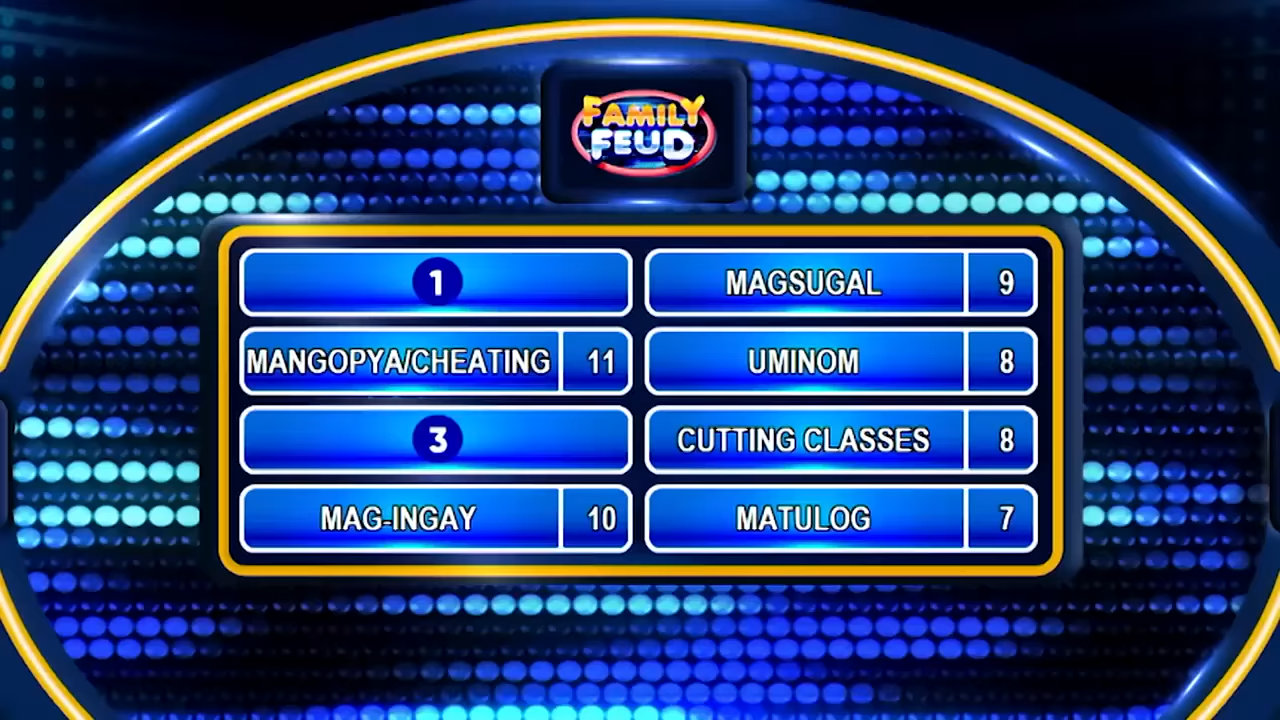 FAMILY
FEUD
1
MANGOPYA/CHEATING 11
3
MAG-INGAY 10
MAGSUGAL 9
UMINOM 8
CUTTING CLASSES 8
MATULOG 7